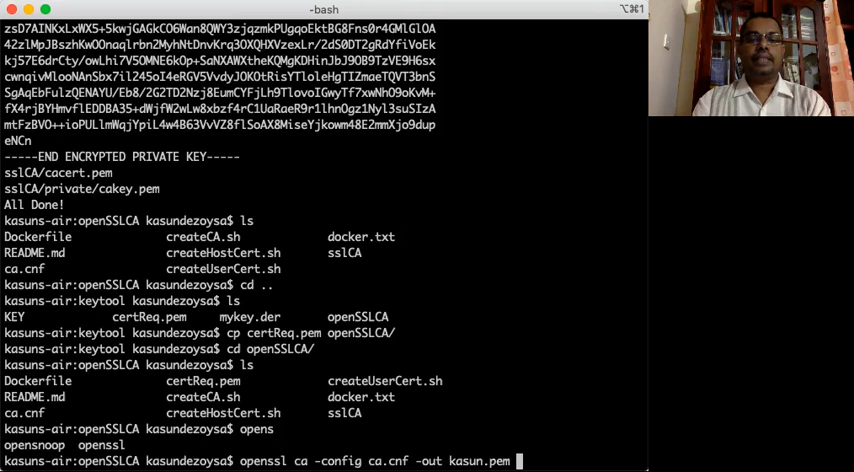 -bash
⌥⌘1
zsD7AINKxLxWX5+5kwjGAGkCO6Wan8QWY3zjqzmkPUgqoEktBG8Fns0r4GMlGlOA
42zlMpJBszhKwOOnaqlrbn2MyhNtDnvKrq3OXQHXVzexLr/2dS0DT2gRdYfiVoEk
kj57E6drCty/owLhi7V5OMNE6kOp+SaNXAWXtheKQMgKDHinJbJ9OB9TzVE9H6sx
cwnqivMlooNAnSbx7il245oI4eRGV5VvdyJOKOtRisYTloleHgTIZmaeTQVT3bnS
SgAqEbFulzQENAYU/Eb8/2G2TD2Nzj8EumCYFjLh9TlovoIGwyTf7xwNhO9oKvM+
fX4rjBYHmvflEDDBA35+dWjfW2wLw8xbzf4rC1UaRaeR9r1lhnOgz1Nyl3suSIzA
mtFzBVO++ioPULlmWqjYpiL4w4B63VvVZ8flSoAX8MiseYjkowm48E2mmXjo9dup
eNCn
-----END ENCRYPTED PRIVATE KEY-----
sslCA/cacert.pem
sslCA/private/cakey.pem
All Done!
kasuns-air:openSSLCA kasundezoysa$ ls
Dockerfile createCA.sh docker.txt
README.md createHostCert.sh sslCA
ca.cnf createUserCert.sh
kasuns-air:openSSLCA kasundezoysa$ cd ..
kasuns-air:keytool kasundezoysa$ ls
KEY certReq.pem mykey.der openSSLCA
kasuns-air:keytool kasundezoysa$ cp certReq.pem openSSLCA/
kasuns-air:keytool kasundezoysa$ cd openSSLCA/
kasuns-air:openSSLCA kasundezoysa$ ls
Dockerfile certReq.pem createUserCert.sh
README.md createCA.sh docker.txt
ca.cnf createHostCert.sh sslCA
kasuns-air:openSSLCA kasundezoysa$ opens
opensnoop openssl
kasuns-air:openSSLCA kasundezoysa$ openssl ca -config ca.cnf -out kasun.pem